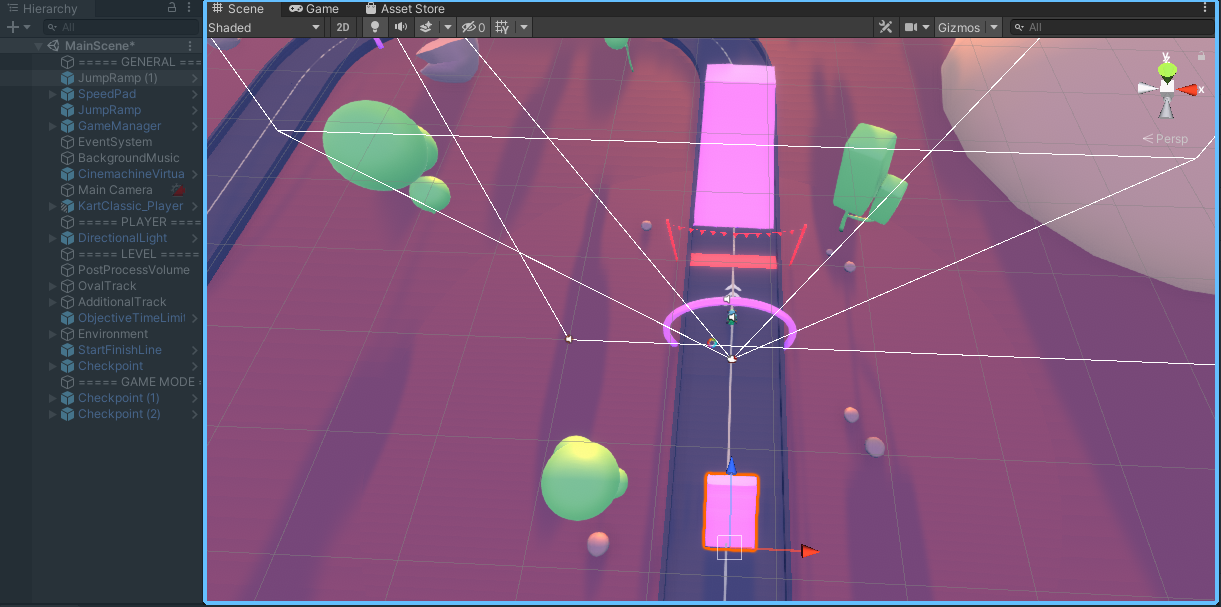 Hierarchy
All
MainScene*
===== GENERAL ====
JumpRamp (1)
SpeedPad
JumpRamp
GameManager
EventSystem
BackgroundMusic
CinemachineVirtua
Main Camera
KartClassic_Player
===== PLAYER ====
DirectionalLight
===== LEVEL =====
PostProcessVolume
OvalTrack
AdditionalTrack
ObjectiveTimeLimit
Environment
StartFinishLine
Checkpoint
===== GAME MODE =
Checkpoint (1)
Checkpoint (2)
Scene Game Asset Store
Shaded 2D 0 Gizmos All
y
x
Persp